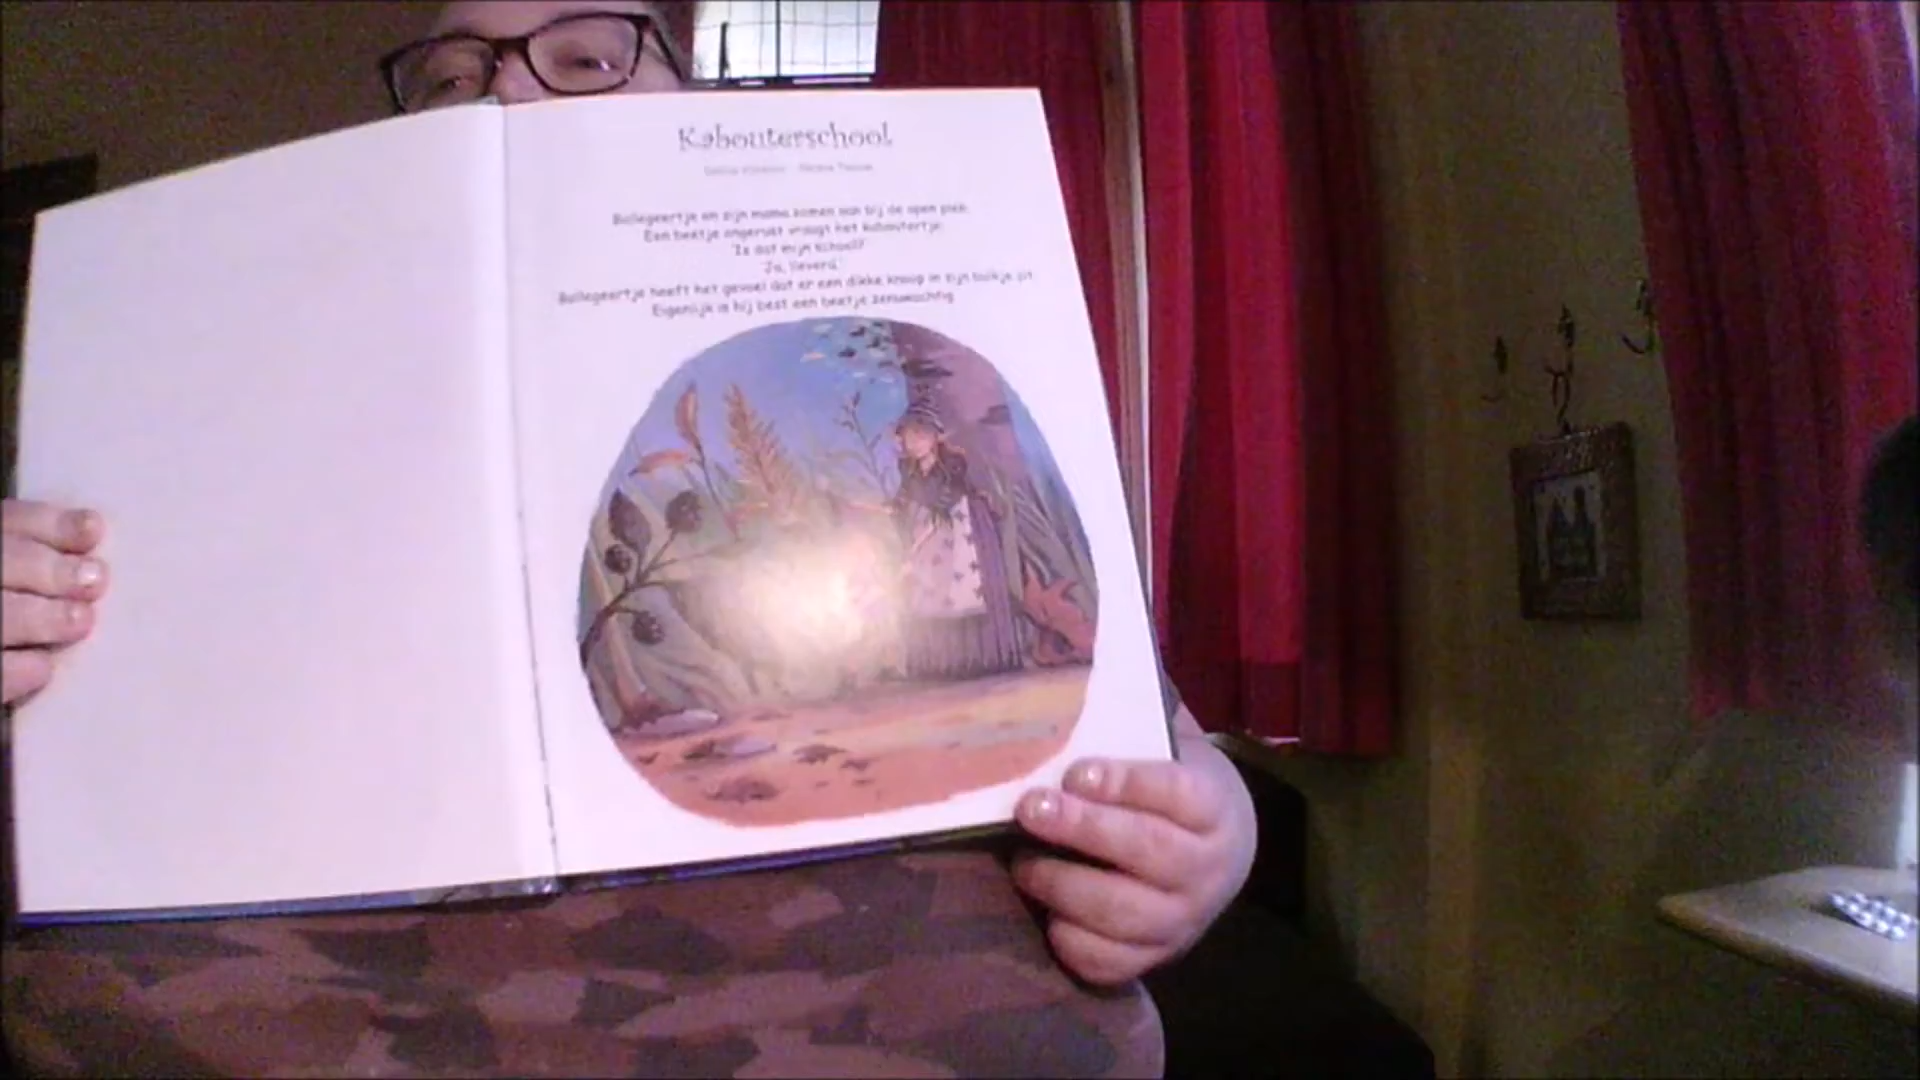 Kabouterschool
Bollegeertje en zijn mama komen aan bij de open plek.
Een beetje ongerust vraagt het kaboutertje:
'Is dat mijn school?'
'Ja, lieverd.'
Bollegeertje heeft het gevoel dat er een dikke knoop in zijn buikje zit.
Eigenlijk is hij best een beetje zenuwachtig.